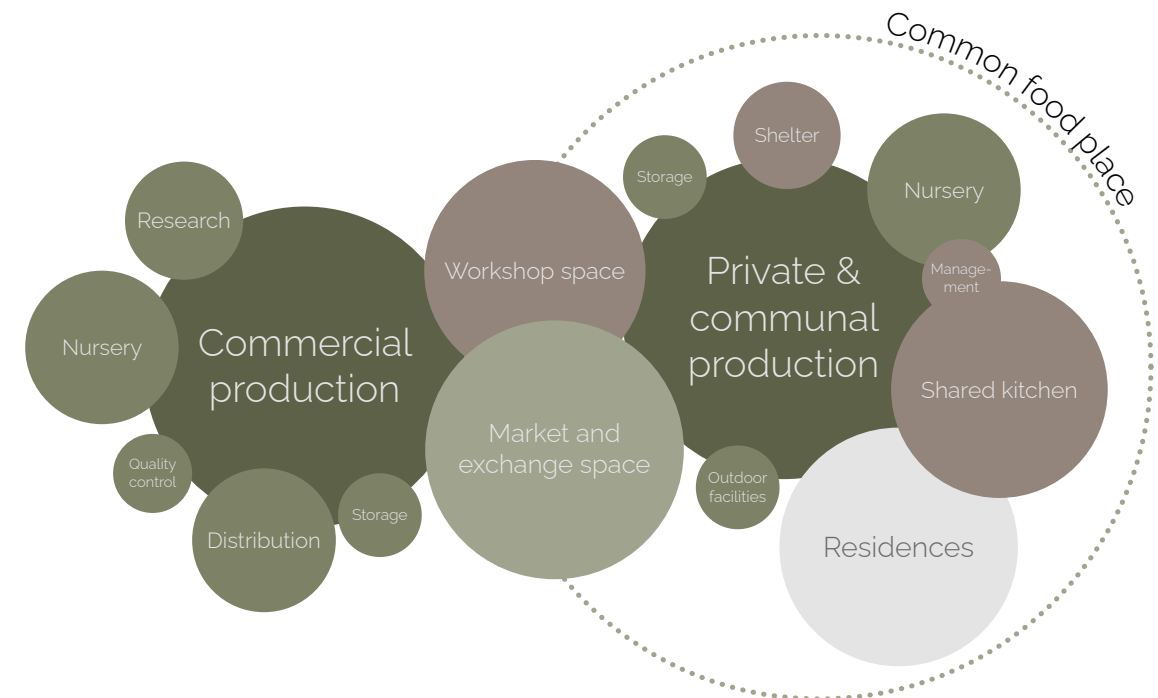 Common food place
Shelter
Storage
Nursery
Research
Workshop space
Private &
communal
production
Manage-
ment
Commercial
production
Nursery
Shared kitchen
Market and
exchange space
Quality
control
Outdoor
facilities
Storage
Distribution
Residences